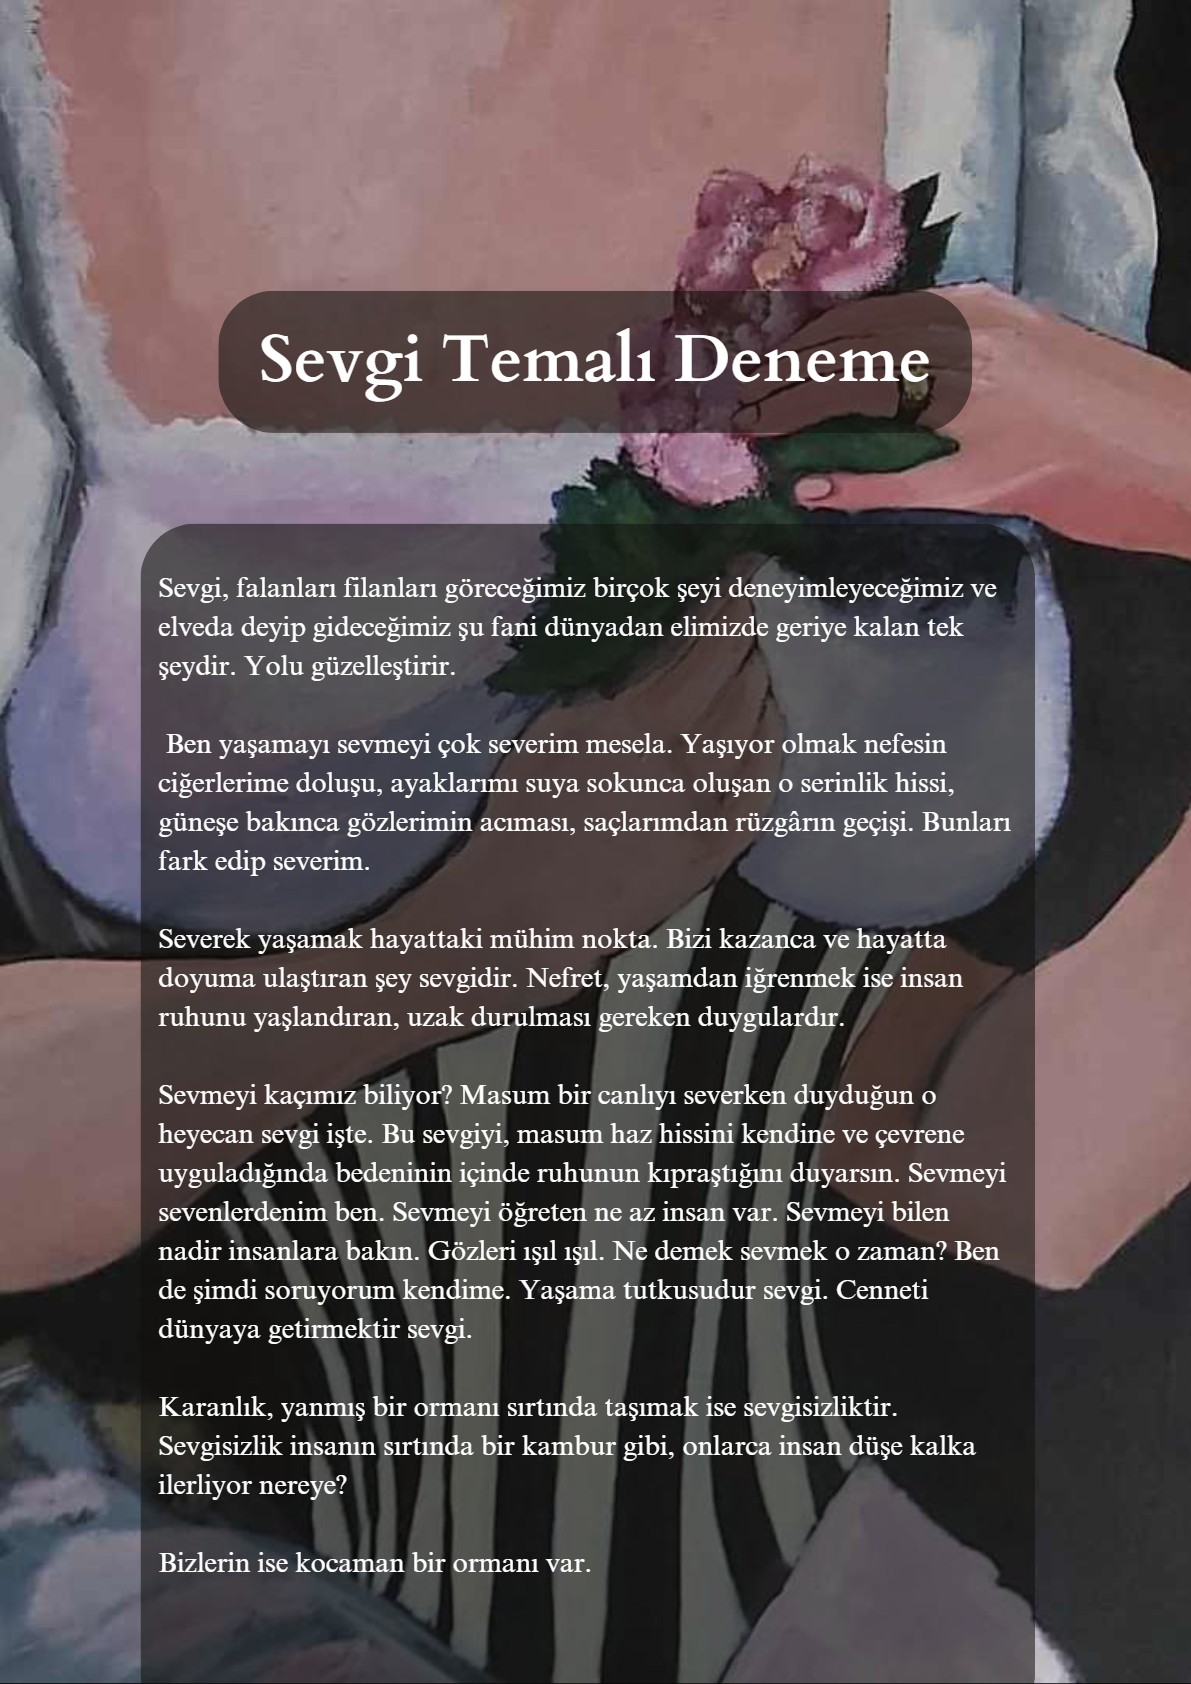 Sevgi Temalı Deneme
Sevgi, falanları filanları göreceğimiz birçok şeyi deneyimleyeceğimiz ve
elveda deyip gideceğimiz şu fani dünyadan elimizde geriye kalan tek
şeydir. Yolu güzelleştirir.
Ben yaşamayı sevmeyi çok severim mesela. Yaşıyor olmak nefesin
ciğerlerime doluşu, ayaklarımı suya sokunca oluşan o serinlik hissi,
güneşe bakınca gözlerimin acıması, saçlarımdan rüzgârın geçişi. Bunları
fark edip severim.
Severek yaşamak hayattaki mühim nokta. Bizi kazanca ve hayatta
doyuma ulaştıran şey sevgidir. Nefret, yaşamdan iğrenmek ise insan
ruhunu yaşlandıran, uzak durulması gereken duygulardır.
Sevmeyi kaçımız biliyor? Masum bir canlıyı severken duyduğun o
heyecan sevgi işte. Bu sevgiyi, masum haz hissini kendine ve çevrene
uyguladığında bedeninin içinde ruhunun kıpraştığını duyarsın. Sevmeyi
sevenlerdenim ben. Sevmeyi öğreten ne az insan var. Sevmeyi bilen
nadir insanlara bakın. Gözleri ışıl ışıl. Ne demek sevmek o zaman? Ben
de şimdi soruyorum kendime. Yaşama tutkusudur sevgi. Cenneti
dünyaya getirmektir sevgi.
Karanlık, yanmış bir ormanı sırtında taşımak ise sevgisizliktir.
Sevgisizlik insanın sırtında bir kambur gibi, onlarca insan düşe kalka
ilerliyor nereye?
Bizlerin ise kocaman bir ormanı var.